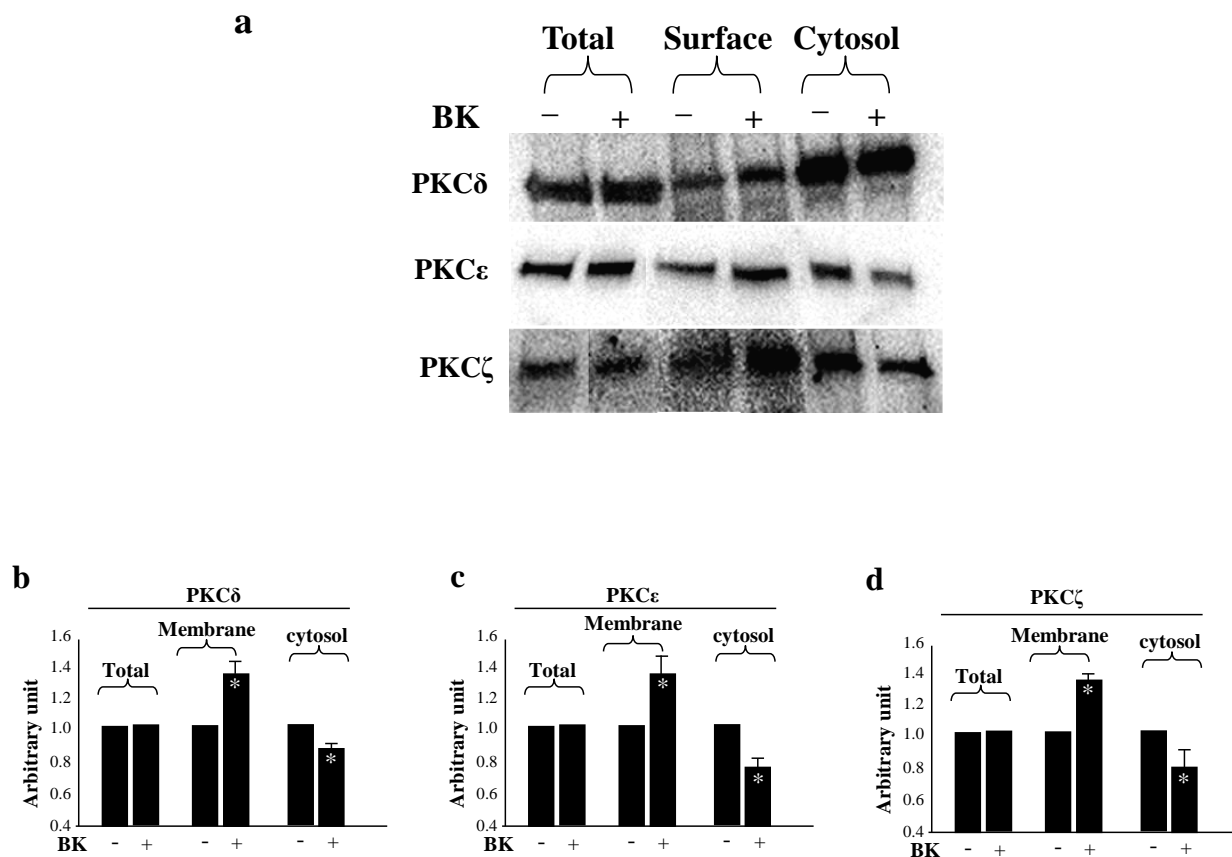 a
Total Surface Cytosol
BK – + – + – +
PKCδ
PKCε
PKCζ
b
PKCδ
Membrane
cytosol
Total
Arbitrary unit
1.6
1.4
1.2
1.0
0.8
0.6
0.4
* *
BK - + - + - +
c
PKCε
Membrane
cytosol
Total
Arbitrary unit
1.6
1.4
1.2
1.0
0.8
0.6
0.4
* *
BK - + - + - +
d
PKCζ
Membrane
cytosol
Total
Arbitrary unit
1.6
1.4
1.2
1.0
0.8
0.6
0.4
* *
BK - + - + - +